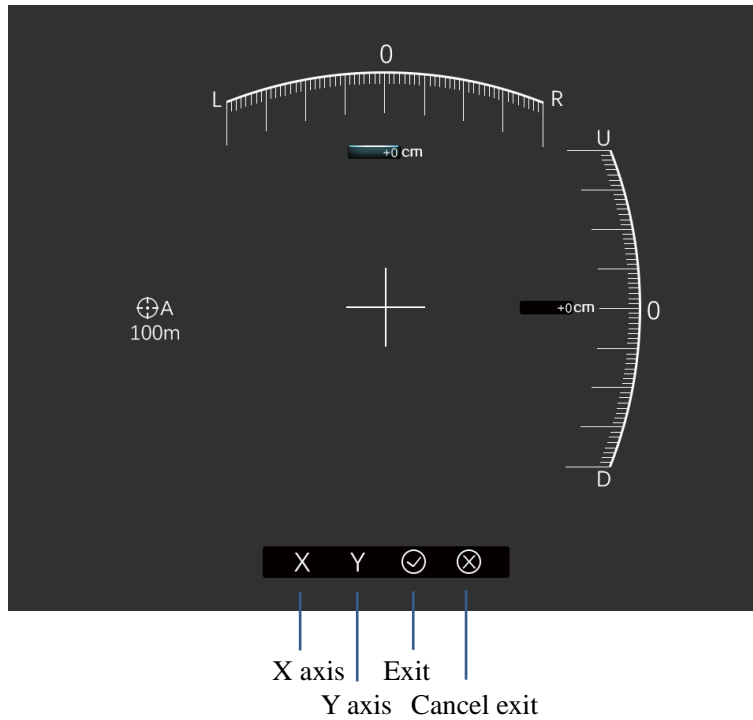 0
L R
+0 cm
U
A
100m
+0cm
0
D
X Y
X axis Exit
Y axis Cancel exit